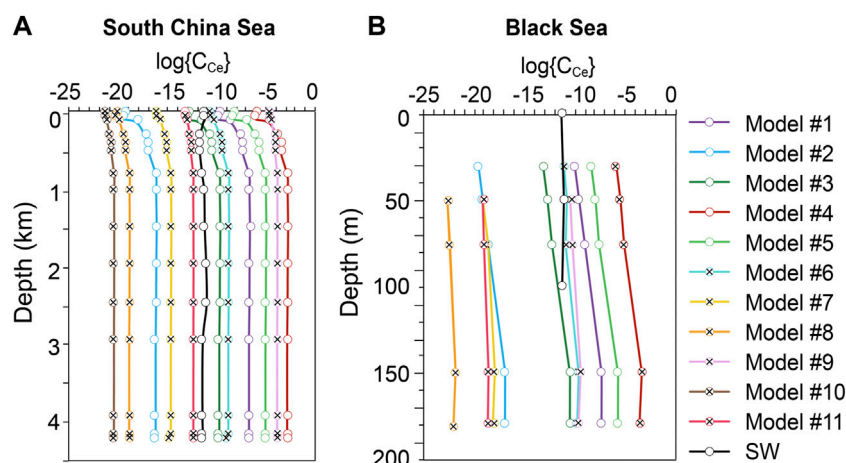 A South China Sea
log{C_Ce}
-25 -20 -15 -10 -5 0
0
1
2
3
4
Depth (km)
B Black Sea
log{C_Ce}
-25 -20 -15 -10 -5 0
0
50
100
150
200
Depth (m)
Model #1
Model #2
Model #3
Model #4
Model #5
Model #6
Model #7
Model #8
Model #9
Model #10
Model #11
SW